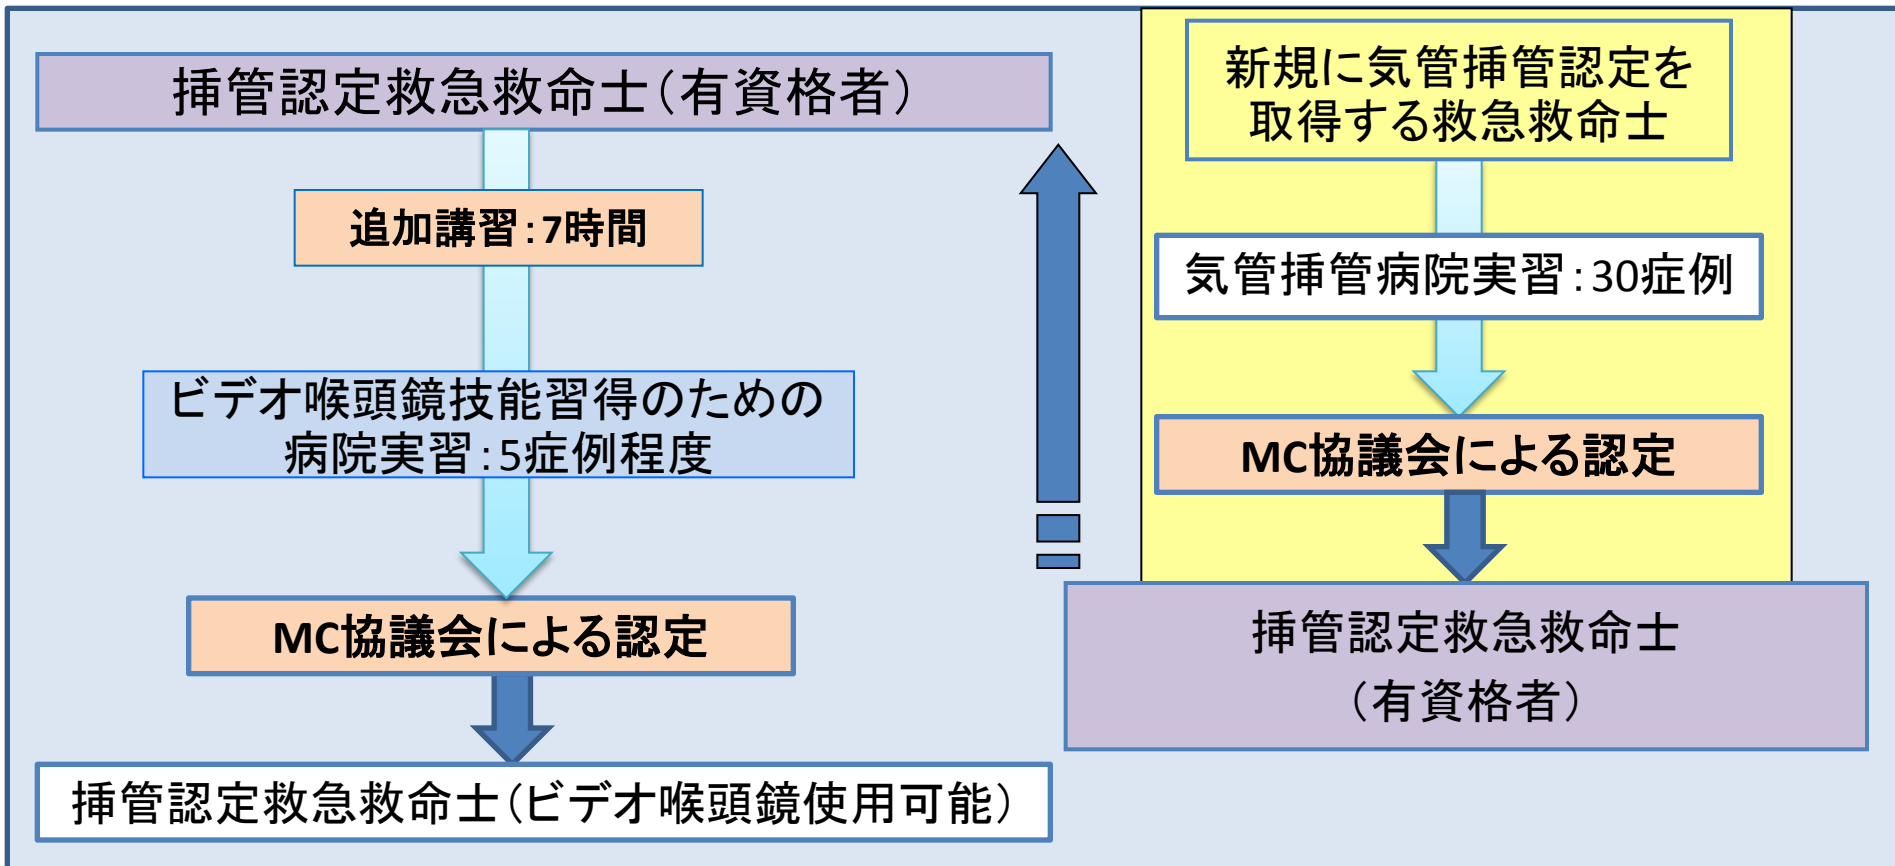 挿管認定救急救命士（有資格者）
追加講習：7時間
ビデオ喉頭鏡技能習得のための
病院実習：5症例程度
MC協議会による認定
挿管認定救急救命士（ビデオ喉頭鏡使用可能）
新規に気管挿管認定を
取得する救急救命士
気管挿管病院実習：30症例
MC協議会による認定
挿管認定救急救命士
（有資格者）